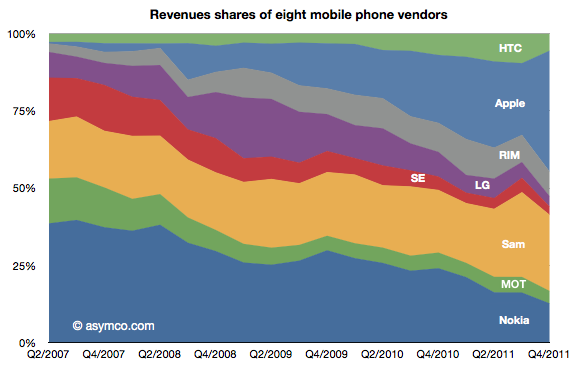 Revenues shares of eight mobile phone vendors
100%
75%
50%
25%
0%
HTC
Apple
RIM
SE
LG
Sam
MOT
Nokia
© asymco.com
Q2/2007 Q4/2007 Q2/2008 Q4/2008 Q2/2009 Q4/2009 Q2/2010 Q4/2010 Q2/2011 Q4/2011